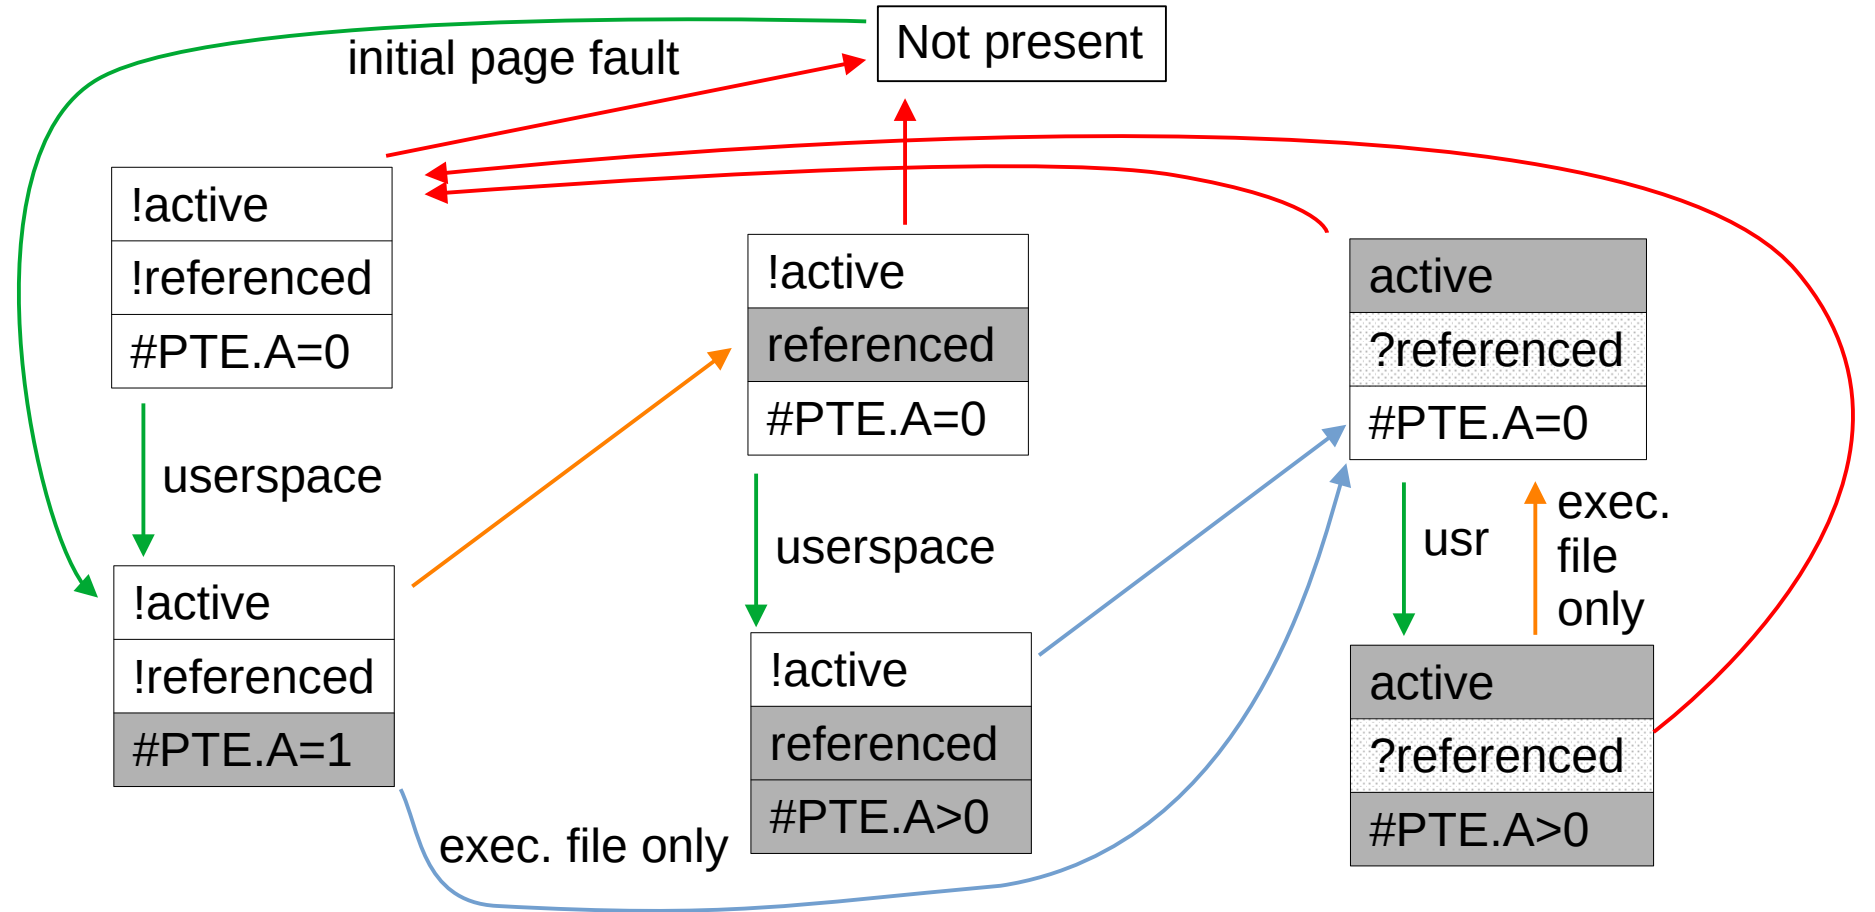 Not present
initial page fault
!active
!referenced
#PTE.A=0
!active
referenced
#PTE.A=0
active
?referenced
#PTE.A=0
userspace
userspace
usr
exec.
file
only
!active
!referenced
#PTE.A=1
!active
referenced
#PTE.A>0
active
?referenced
#PTE.A>0
exec. file only